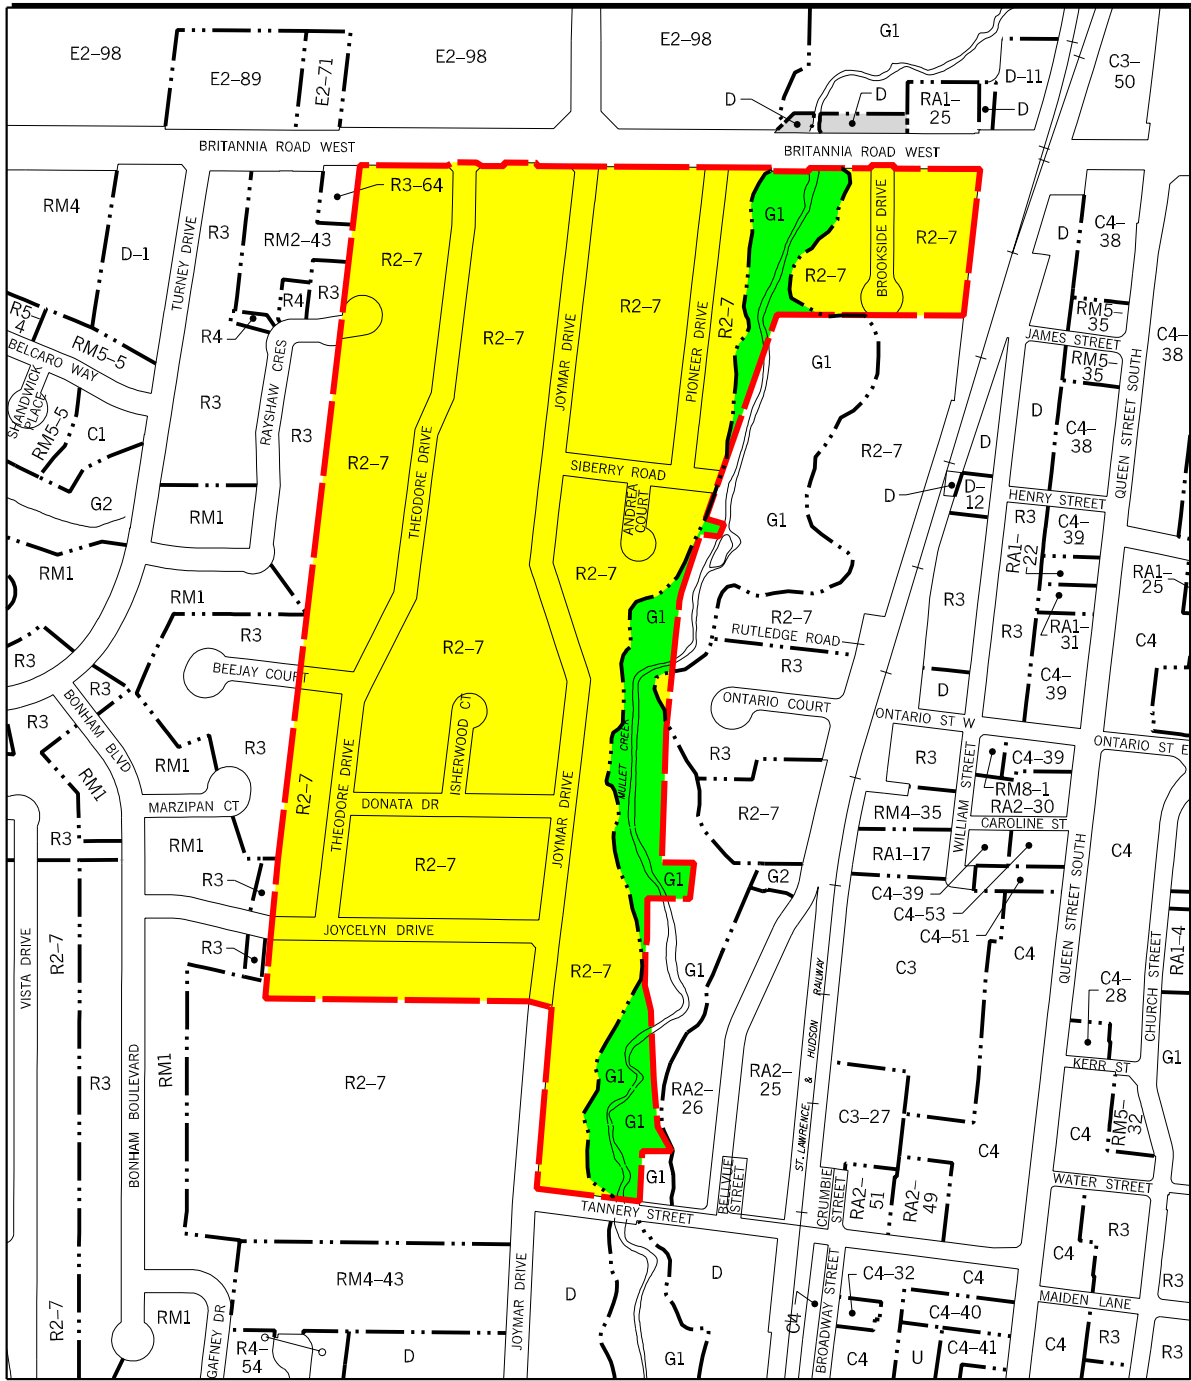 E2–98
E2–89
E2–71
E2–98
E2–98
G1
C3–
50
D–11
D
D
RA1–
25
D
BRITANNIA ROAD WEST
BRITANNIA ROAD WEST
RM4
D–1
TURNEY DRIVE
R3
RM2–43
R3–64
R3
R4
R4
R2–7
R2–7
R2–7
R2–7
G1
R2–7
BROOKSIDE DRIVE
R2–7
D
C4–
38
RM5–
35
JAMES STREET
RM5–
35
C4–
38
R5–
4
BELCARO WAY
RM5–5
SHANDWICK
PLACE
RM5–5
C1
G2
R3
RAYSHAW CRES
R3
RM1
R2–7
THEODORE DRIVE
JOYMAR DRIVE
PIONEER DRIVE
G1
R2–7
D
D
C4–
38
QUEEN STREET SOUTH
SIBERRY ROAD
ANDREA
COURT
G1
D
D–
12
HENRY STREET
R3
C4–
39
RA1–
22
RA1–
25
RM1
RM1
R3
R2–7
G1
R2–7
RUTLEDGE ROAD
R3
R3
R3
RA1–
31
C4
R3
R3
BEEJAY COURT
R2–7
C4–
39
D
R3
BONHAM BLVD
R3
ISHERWOOD CT
ONTARIO COURT
ONTARIO ST W
ONTARIO ST E
RM1
RM1
MULLET CREEK
R3
R3
WILLIAM STREET
C4–39
RM8–1
RA2–30
MARZIPAN CT
R2–7
THEODORE DRIVE
DONATA DR
JOYMAR DRIVE
R2–7
RM4–35
CAROLINE ST
R3
RM1
R2–7
RA1–17
C4
R3
G1
G2
C4–39
C4–53
C4–51
QUEEN STREET SOUTH
JOYCELYN DRIVE
R3
VISTA DRIVE
R2–7
R2–7
G1
C3
C4
RA1–4
CHURCH STREET
C4–
28
ST.LAWRENCE & HUDSON RAILWAY
R3
BONHAM BOULEVARD
RM1
R2–7
G1
G1
RA2–
26
RA2–
25
C3–27
KERR ST
G1
RM5–
32
C4
C4
G1
BELLVUE
STREET
CRUMBIE
STREET
RA2–
51
RA2–
49
WATER STREET
TANNERY STREET
R3
C4
R2–7
RM4–43
JOYMAR DRIVE
D
D
C4–32
C4
R3
MAIDEN LANE
RM1
GAFNEY DR
R4–
54
D
G1
C4–7
BROADWAY STREET
C4–40
C4
U
C4–41
C4
R3
R3